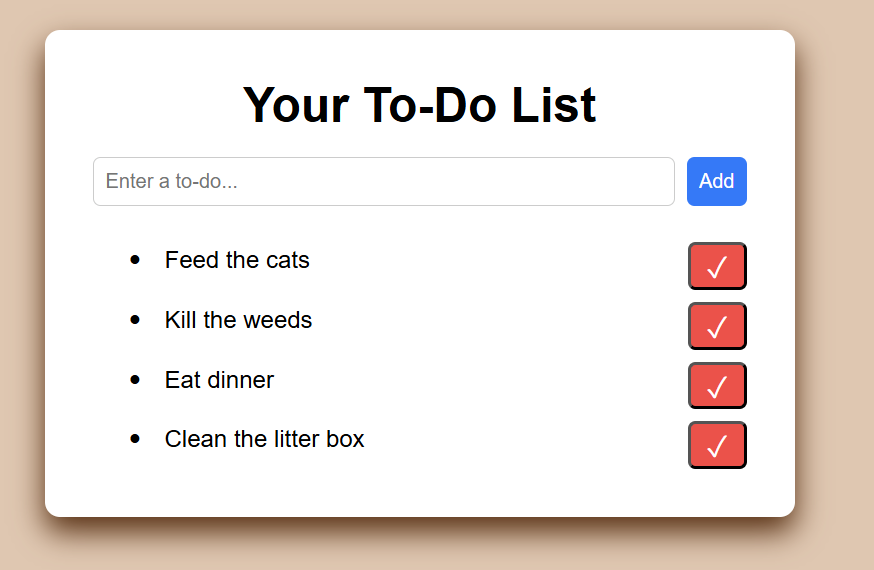 Your To-Do List
Enter a to-do...
Add
Feed the cats
Kill the weeds
Eat dinner
Clean the litter box